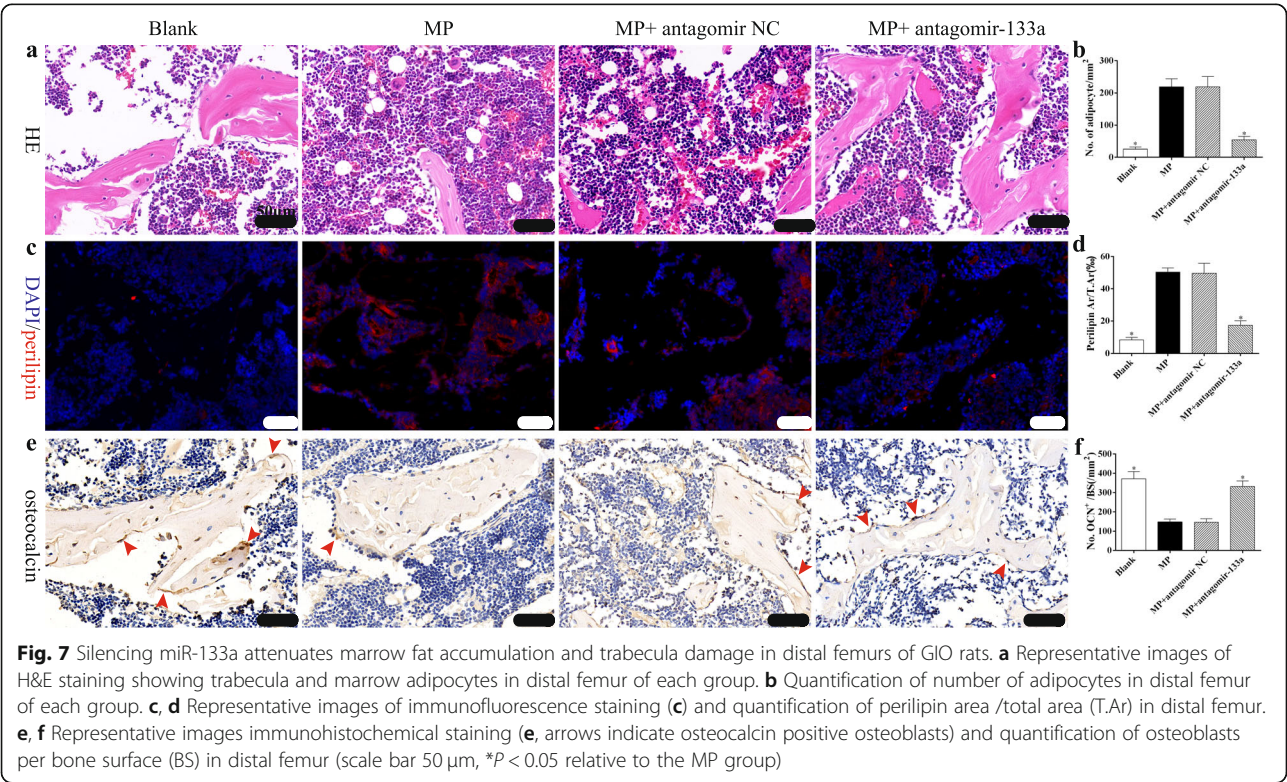 Blank MP MP+ antagomir NC MP+ antagomir-133a
a
HE
b
No. of adipocyte/mm²
300
200
100
0
Blank
MP
MP+antagomir NC
MP+antagomir-133a
* *
c
DAPI/perilipin
d
Perilipin Ar/T.Ar(‰)
60
40
20
0
Blank
MP
MP+antagomir NC
MP+antagomir-133a
* *
e
osteocalcin
f
No. OCN⁺/BS(/mm²)
500
400
300
200
100
0
Blank
MP
MP+antagomir NC
MP+antagomir-133a
* *
Fig. 7 Silencing miR-133a attenuates marrow fat accumulation and trabecula damage in distal femurs of GIO rats. a Representative images of
H&E staining showing trabecula and marrow adipocytes in distal femur of each group. b Quantification of number of adipocytes in distal femur
of each group. c, d Representative images of immunofluorescence staining (c) and quantification of perilipin area /total area (T.Ar) in distal femur.
e, f Representative images immunohistochemical staining (e, arrows indicate osteocalcin positive osteoblasts) and quantification of osteoblasts
per bone surface (BS) in distal femur (scale bar 50 μm, *P < 0.05 relative to the MP group)